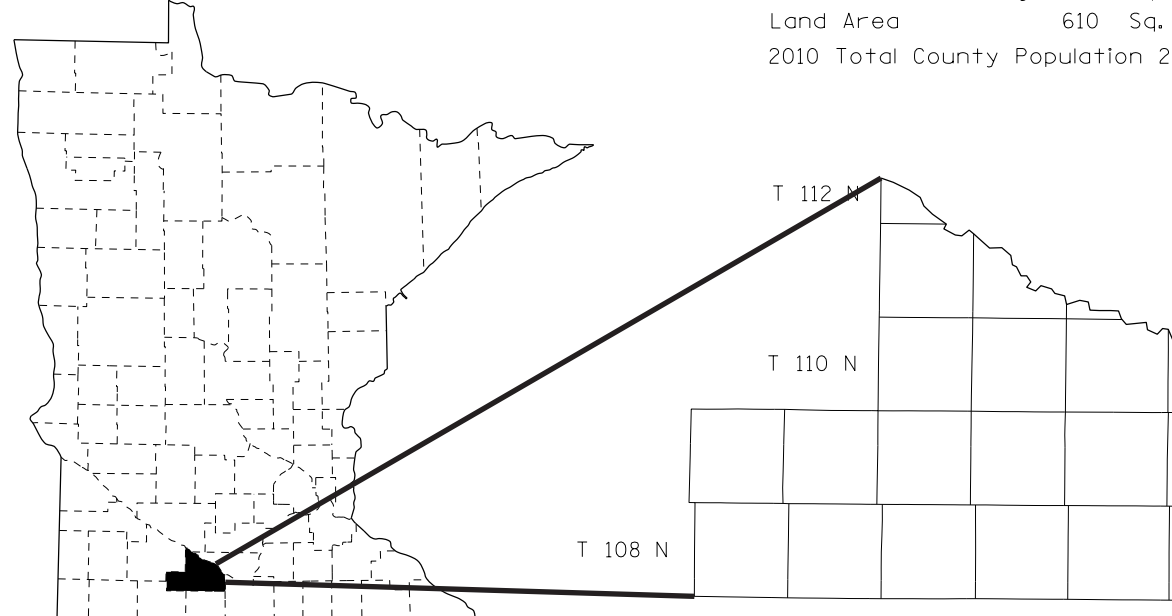 Land Area 610 Sq.
2010 Total County Population 2
T 112 N
T 110 N
T 108 N